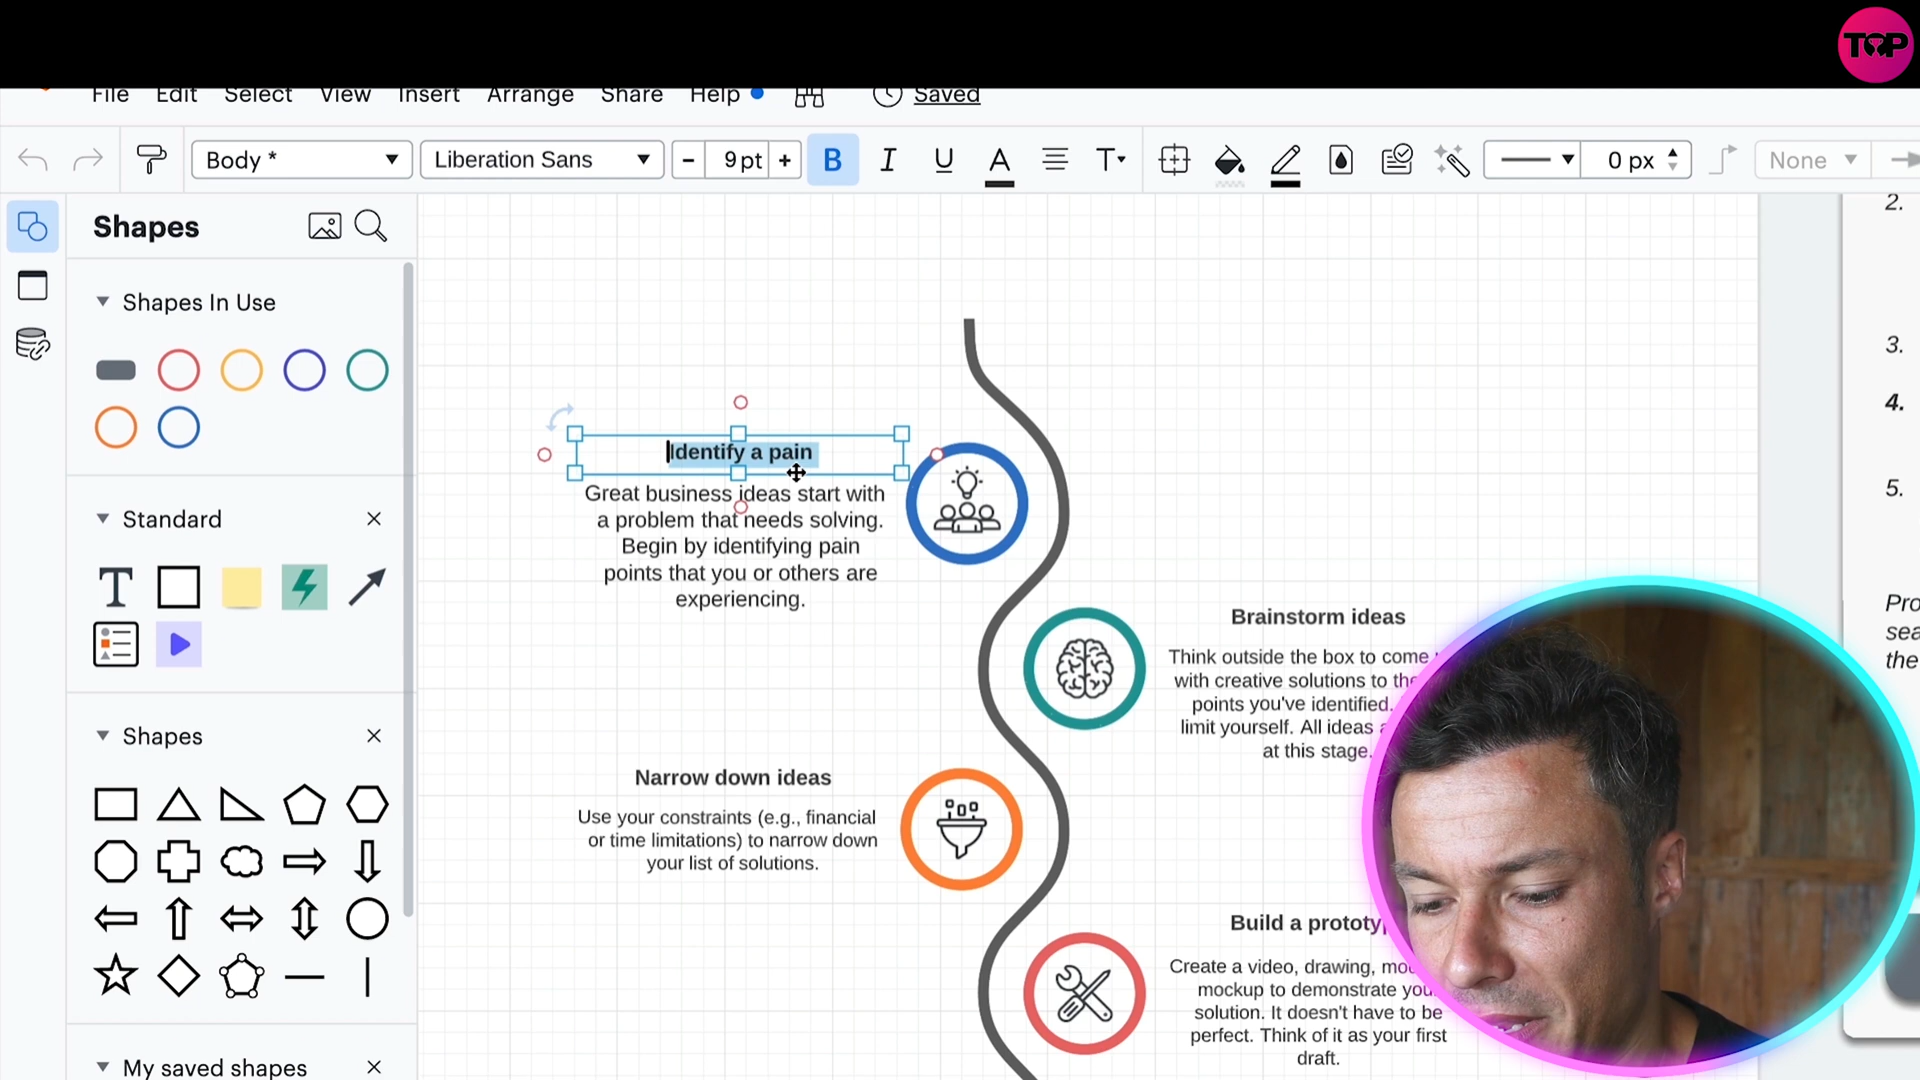 TOP
File Edit Select View Insert Arrange Share Help Saved
Body * Liberation Sans 9 pt B I U A T 0 px None
Shapes
Shapes In Use
Standard
T
Shapes
My saved shapes
Identify a pain
Great business ideas start with
a problem that needs solving.
Begin by identifying pain
points that you or others are
experiencing.
Brainstorm ideas
Think outside the box to come
with creative solutions to the
points you've identified.
limit yourself. All ideas
at this stage.
Narrow down ideas
Use your constraints (e.g., financial
or time limitations) to narrow down
your list of solutions.
Build a prototyp
Create a video, drawing, mo
mockup to demonstrate you
solution. It doesn't have to be
perfect. Think of it as your first
draft.
2.
3.
4.
5.
Pro
sea
the